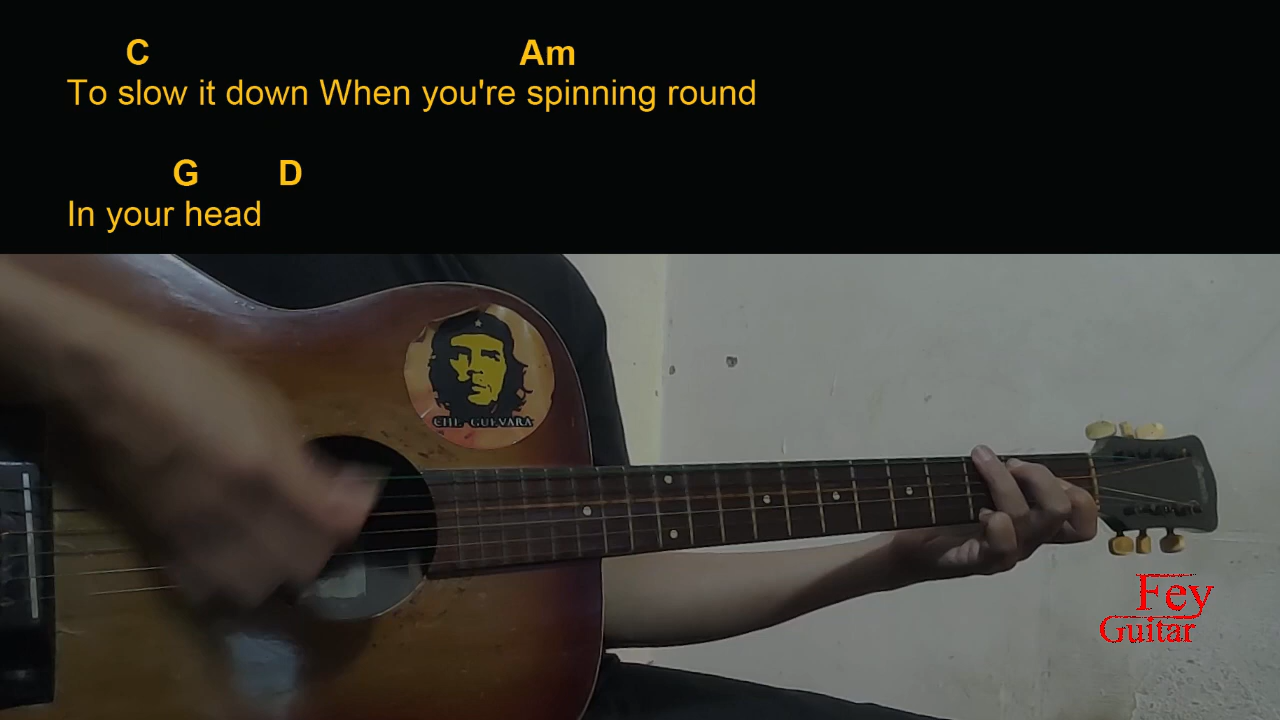 C Am
To slow it down When you're spinning round
G D
In your head
CHE GUEVARA
Fey
Guitar